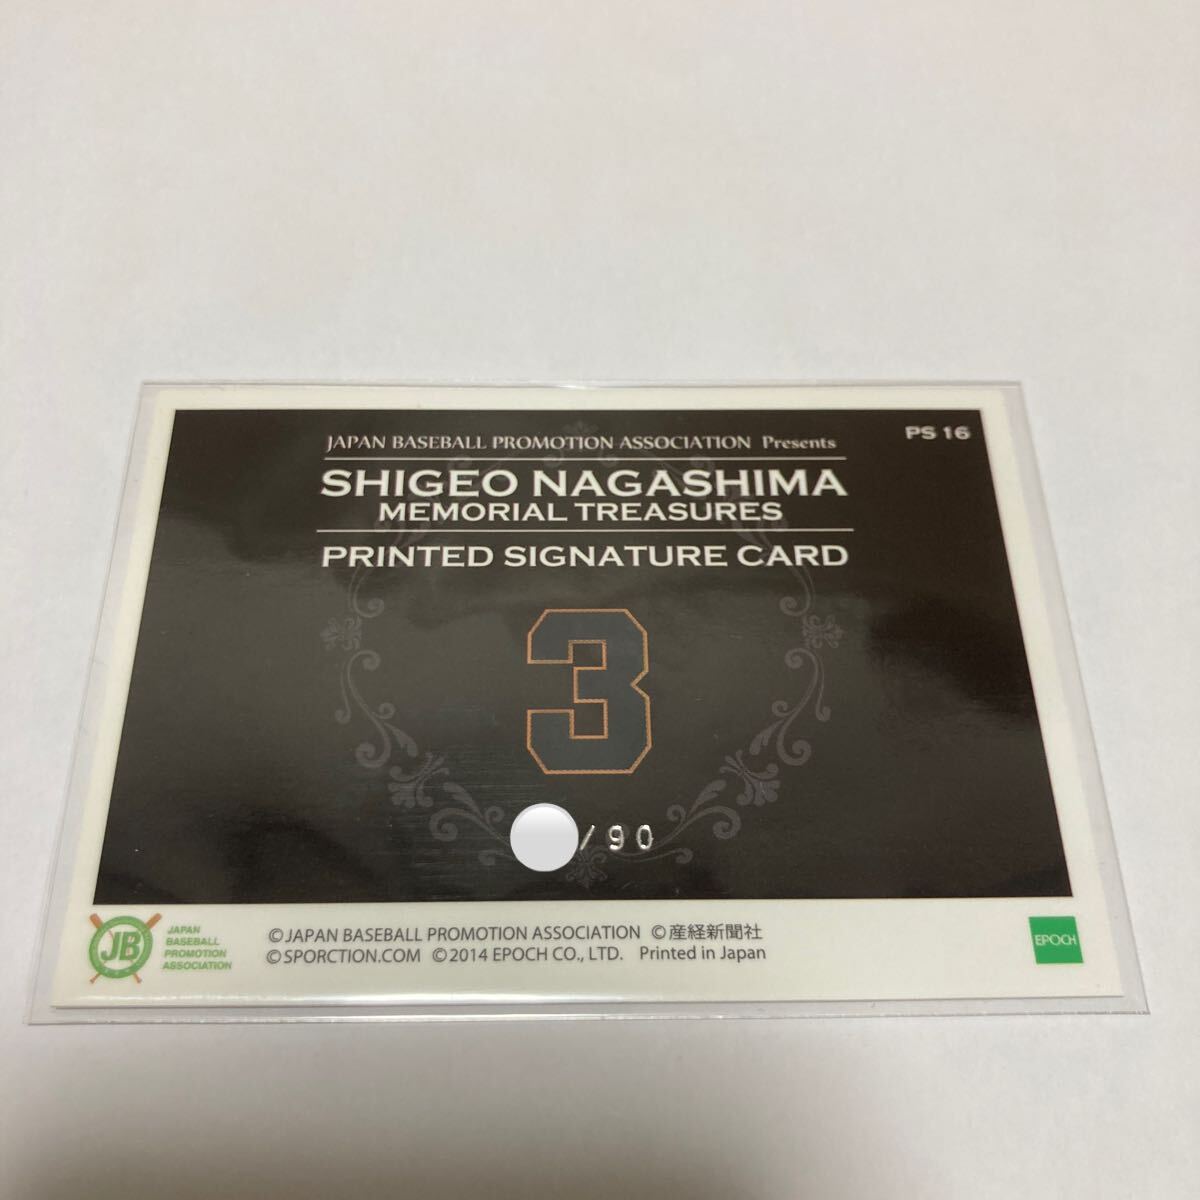 JAPAN BASEBALL PROMOTION ASSOCIATION Presents
PS 16
SHIGEO NAGASHIMA
MEMORIAL TREASURES
PRINTED SIGNATURE CARD
3
/90
JB
JAPAN
BASEBALL
PROMOTION
ASSOCIATION
©JAPAN BASEBALL PROMOTION ASSOCIATION ©産経新聞社
©SPORCTION.COM ©2014 EPOCH CO., LTD. Printed in Japan
EPOCH